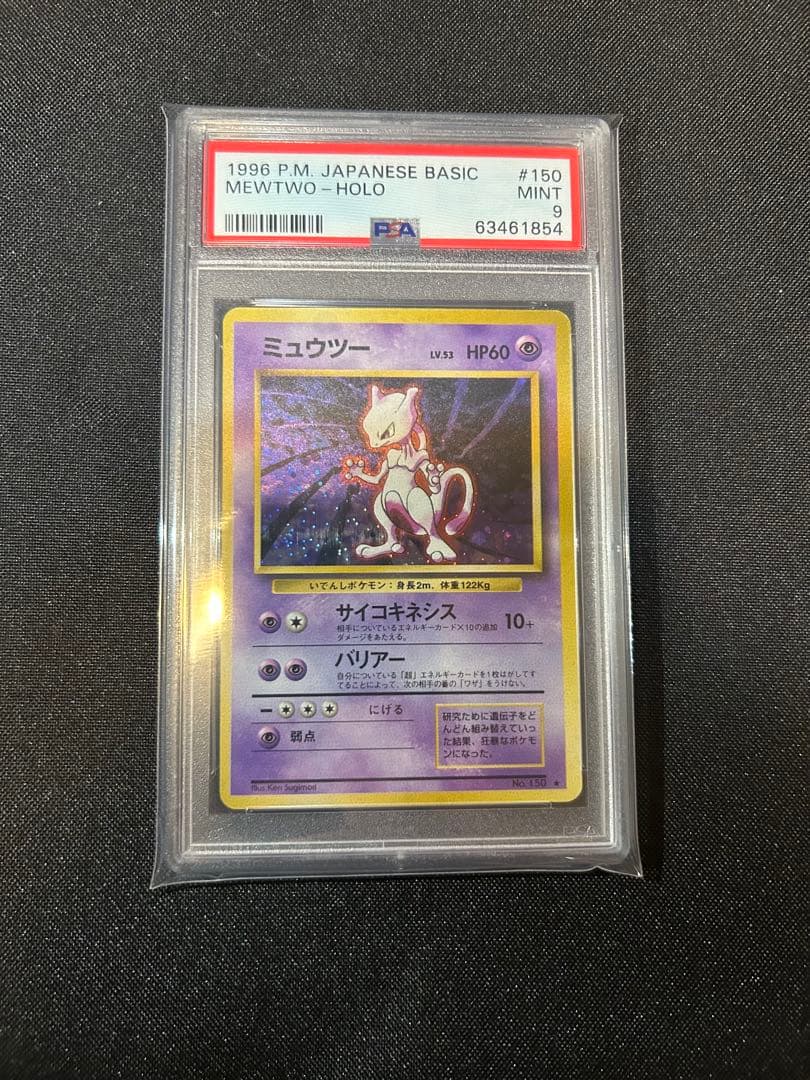 1996 P.M. JAPANESE BASIC #150
MEWTWO - HOLO MINT
9
PSA 63461854
ミュウツー LV.53 HP60
いでんしポケモン：身長2m、体重122Kg
サイコキネシス 10+
相手についているエネルギーカード×10の追加
ダメージをあたえる。
バリアー
自分についている「超」エネルギーカードを1枚はがしてす
てることによって、次の相手の番の「ワザ」をうけない。
にげる
弱点
研究のために遺伝子をど
んどん組み替えていっ
た結果、狂暴なポケモ
ンになった。
Illus. Ken Sugimori No. 150 ★
PSA